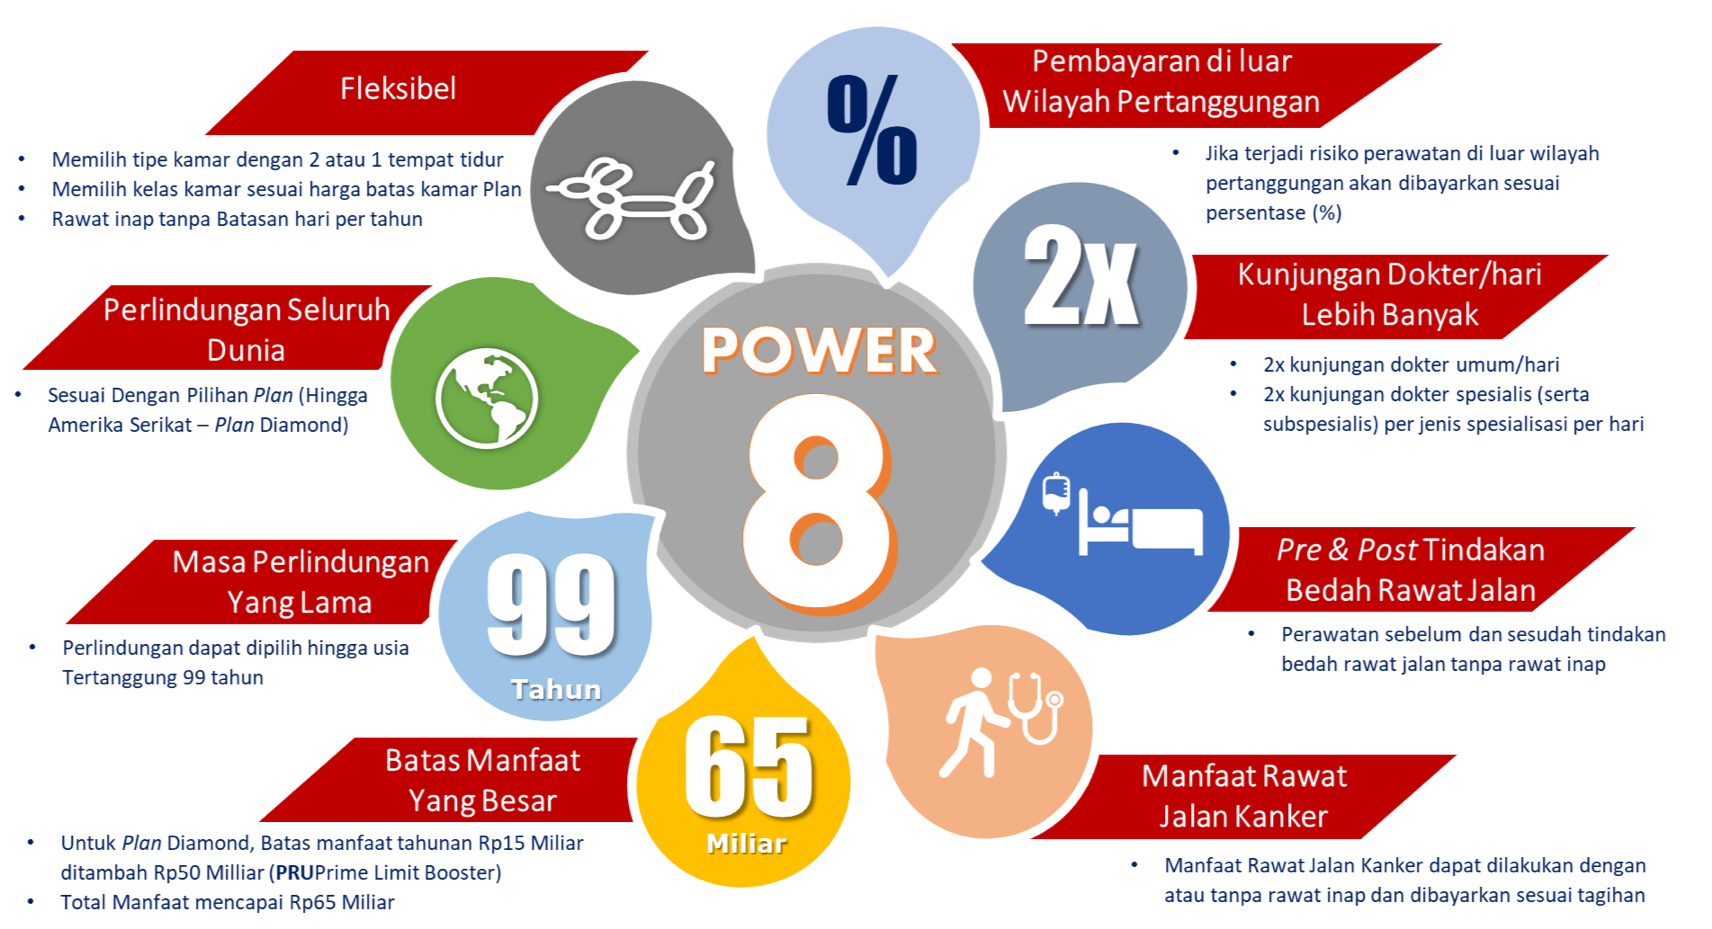 Fleksibel
• Memilih tipe kamar dengan 2 atau 1 tempat tidur
• Memilih kelas kamar sesuai harga batas kamar Plan
• Rawat inap tanpa Batasan hari per tahun
%
Pembayaran di luar
Wilayah Pertanggungan
• Jika terjadi risiko perawatan di luar wilayah
pertanggungan akan dibayarkan sesuai
persentase (%)
Perlindungan Seluruh
Dunia
• Sesuai Dengan Pilihan Plan (Hingga
Amerika Serikat – Plan Diamond)
2x
Kunjungan Dokter/hari
Lebih Banyak
• 2x kunjungan dokter umum/hari
• 2x kunjungan dokter spesialis (serta
subspesialis) per jenis spesialisasi per hari
POWER
8
Masa Perlindungan
Yang Lama
• Perlindungan dapat dipilih hingga usia
Tertanggung 99 tahun
99
Tahun
Pre & Post Tindakan
Bedah Rawat Jalan
• Perawatan sebelum dan sesudah tindakan
bedah rawat jalan tanpa rawat inap
Batas Manfaat
Yang Besar
• Untuk Plan Diamond, Batas manfaat tahunan Rp15 Miliar
ditambah Rp50 Milliar (PRUPrime Limit Booster)
• Total Manfaat mencapai Rp65 Miliar
65
Miliar
Manfaat Rawat
Jalan Kanker
• Manfaat Rawat Jalan Kanker dapat dilakukan dengan
atau tanpa rawat inap dan dibayarkan sesuai tagihan